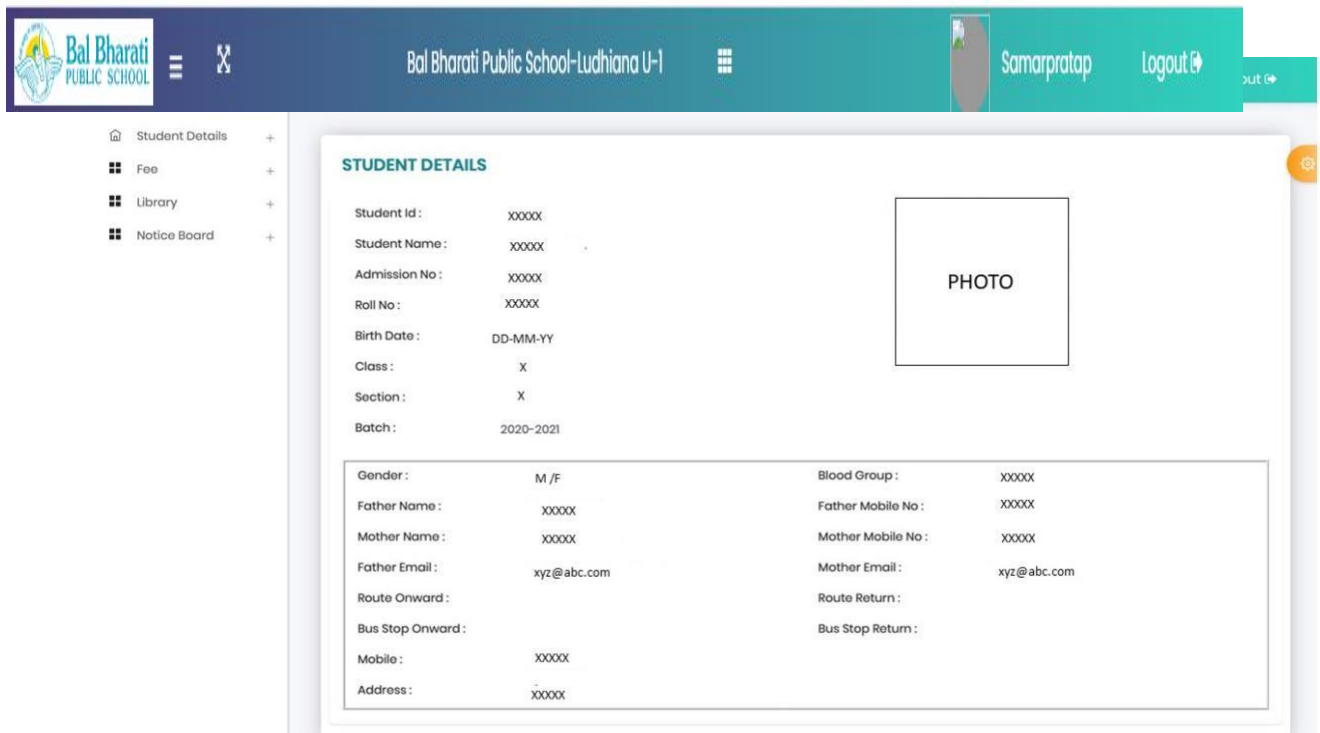 Bal Bharati
PUBLIC SCHOOL
Bal Bharati Public School-Ludhiana U-1
Samarpratap
Logout
out
Student Details
Fee
Library
Notice Board
STUDENT DETAILS
Student Id : XXXXX
Student Name : XXXXX
Admission No : XXXXX
Roll No : XXXXX
Birth Date : DD-MM-YY
Class : X
Section : X
Batch : 2020-2021
PHOTO
Gender : M /F Blood Group : XXXXX
Father Name : XXXXX Father Mobile No : XXXXX
Mother Name : XXXXX Mother Mobile No : XXXXX
Father Email : xyz@abc.com Mother Email : xyz@abc.com
Route Onward : Route Return :
Bus Stop Onward : Bus Stop Return :
Mobile : XXXXX
Address : XXXXX